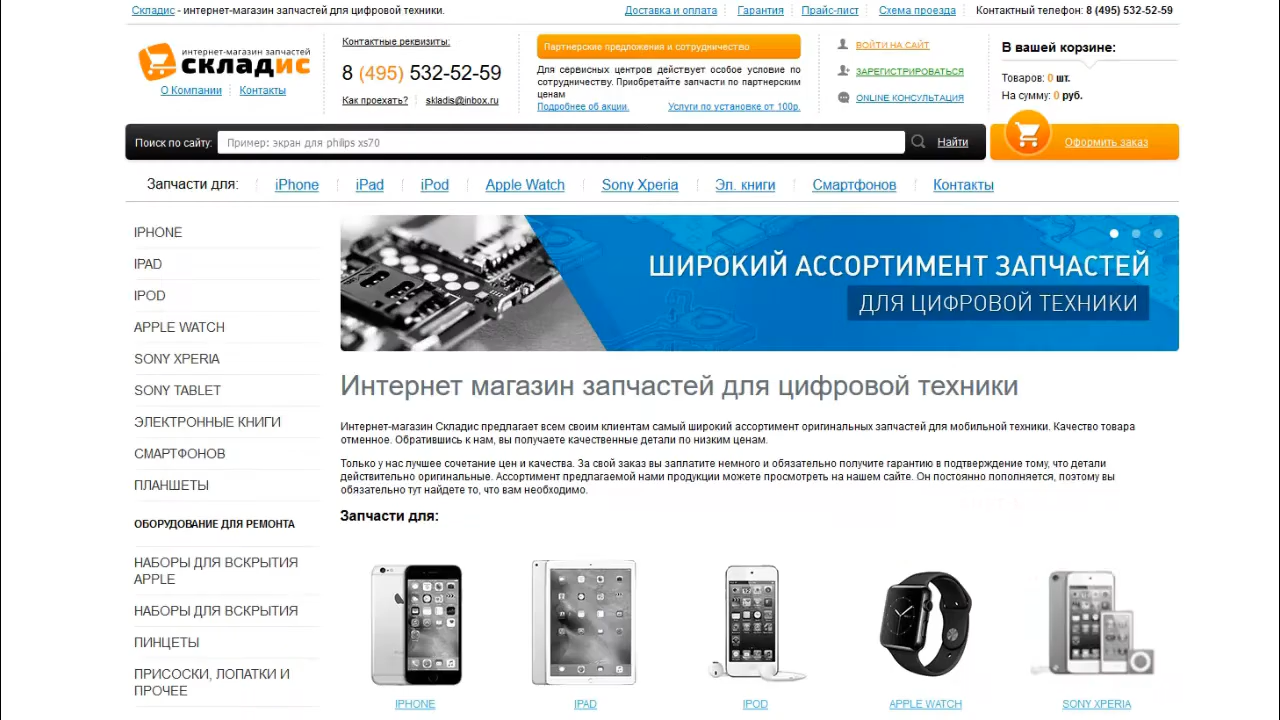 Складис - интернет-магазин запчастей для цифровой техники.
Доставка и оплата
Гарантия
Прайс-лист
Схема проезда
Контактный телефон: 8 (495) 532-52-59
интернет-магазин запчастей
складис
О Компании
Контакты
Контактные реквизиты:
8 (495) 532-52-59
Как проехать?
skladis@inbox.ru
Партнерские предложения и сотрудничество
Для сервисных центров действует особое условие по
сотрудничеству. Приобретайте запчасти по партнерским
ценам
Подробнее об акции.
Услуги по установке от 100р.
ВОЙТИ НА САЙТ
ЗАРЕГИСТРИРОВАТЬСЯ
ONLINE КОНСУЛЬТАЦИЯ
В вашей корзине:
Товаров: 0 шт.
На сумму: 0 руб.
Поиск по сайту:
Пример: экран для philips xs70
Найти
Оформить заказ
Запчасти для:
iPhone
iPad
iPod
Apple Watch
Sony Xperia
Эл. книги
Смартфонов
Контакты
IPHONE
IPAD
IPOD
APPLE WATCH
SONY XPERIA
SONY TABLET
ЭЛЕКТРОННЫЕ КНИГИ
СМАРТФОНОВ
ПЛАНШЕТЫ
ОБОРУДОВАНИЕ ДЛЯ РЕМОНТА
НАБОРЫ ДЛЯ ВСКРЫТИЯ
APPLE
НАБОРЫ ДЛЯ ВСКРЫТИЯ
ПИНЦЕТЫ
ПРИСОСКИ, ЛОПАТКИ И
ПРОЧЕЕ
ШИРОКИЙ АССОРТИМЕНТ ЗАПЧАСТЕЙ
ДЛЯ ЦИФРОВОЙ ТЕХНИКИ
Интернет магазин запчастей для цифровой техники
Интернет-магазин Складис предлагает всем своим клиентам самый широкий ассортимент оригинальных запчастей для мобильной техники. Качество товара
отменное. Обратившись к нам, вы получаете качественные детали по низким ценам.
Только у нас лучшее сочетание цен и качества. За свой заказ вы заплатите немного и обязательно получите гарантию в подтверждение тому, что детали
действительно оригинальные. Ассортимент предлагаемой нами продукции можете просмотреть на нашем сайте. Он постоянно пополняется, поэтому вы
обязательно тут найдете то, что вам необходимо.
Запчасти для:
IPHONE
IPAD
IPOD
APPLE WATCH
SONY XPERIA